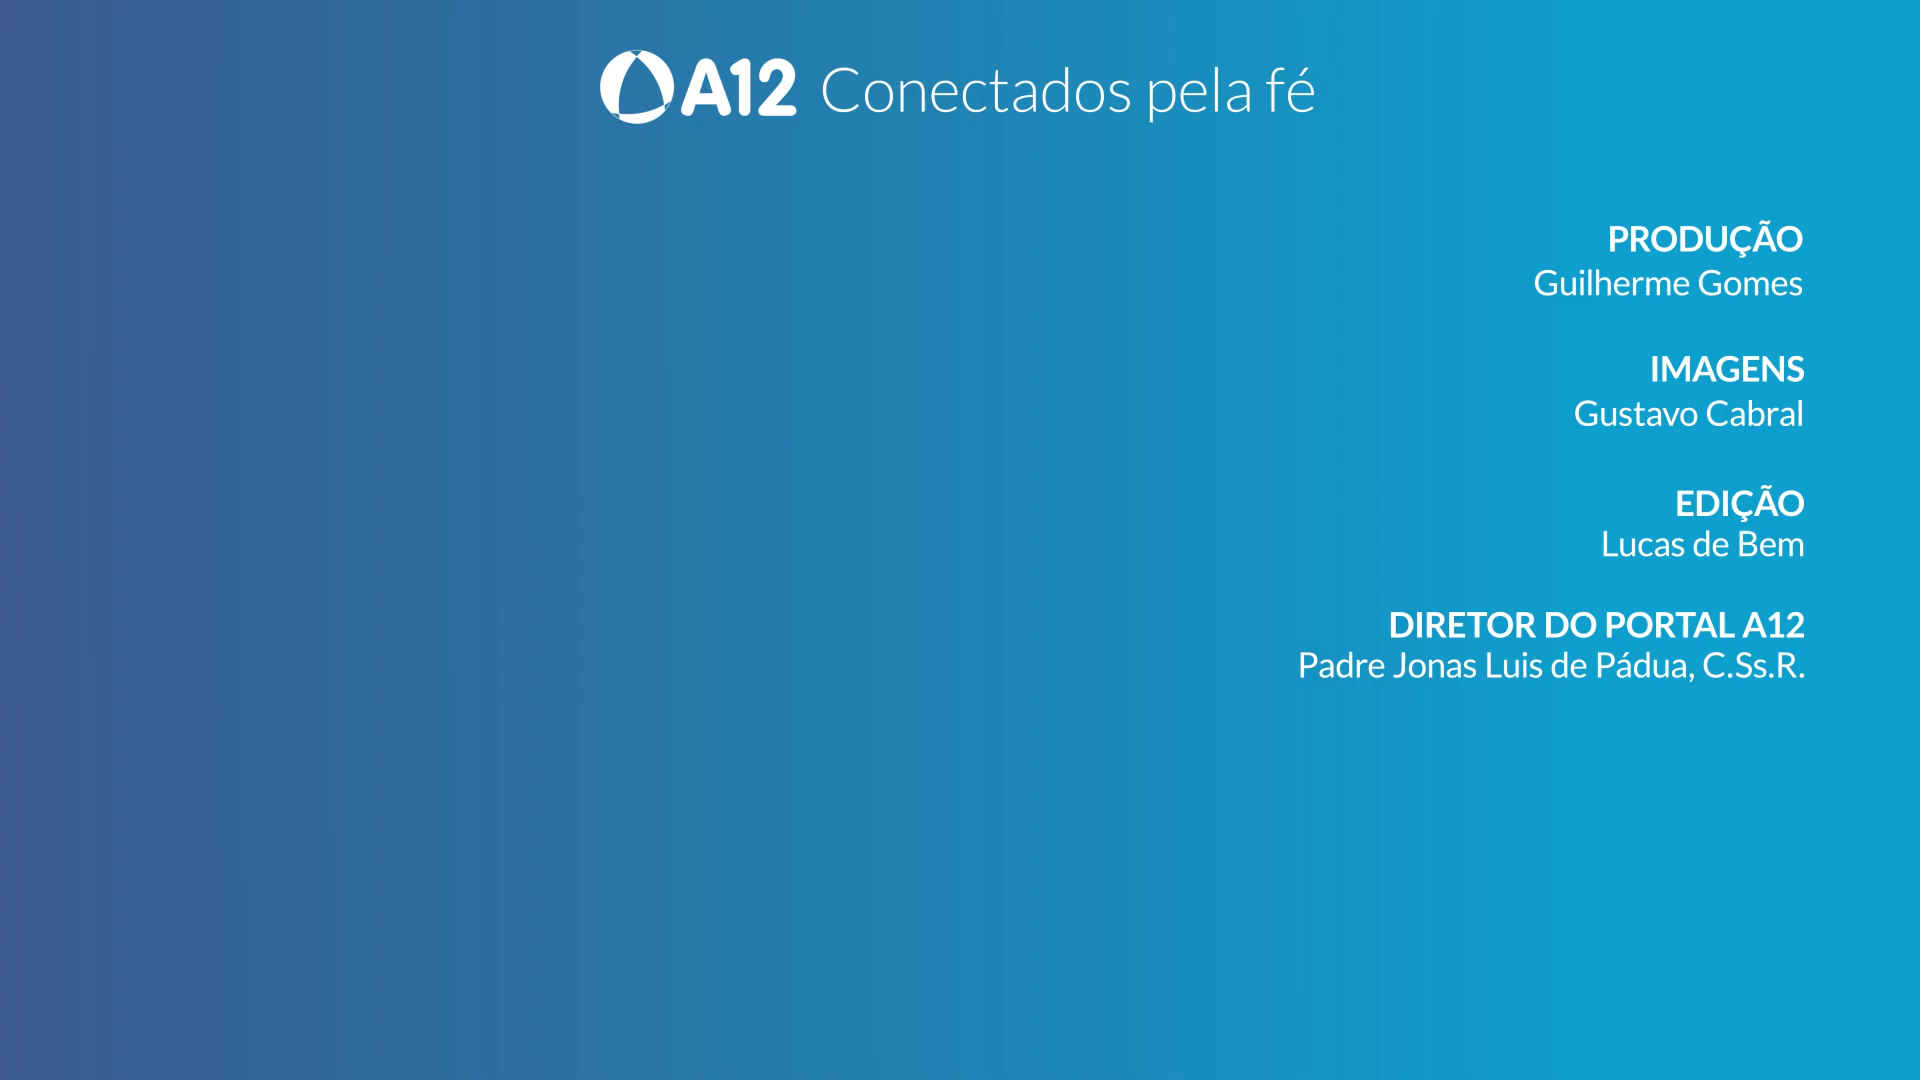 A12 Conectados pela fé
PRODUÇÃO
Guilherme Gomes
IMAGENS
Gustavo Cabral
EDIÇÃO
Lucas de Bem
DIRETOR DO PORTAL A12
Padre Jonas Luis de Pádua, C.Ss.R.